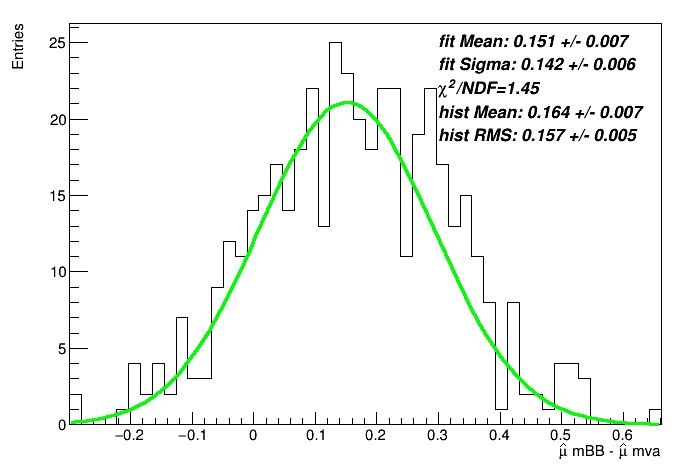 Entries
25
20
15
10
5
0
fit Mean: 0.151 +/- 0.007
fit Sigma: 0.142 +/- 0.006
χ²/NDF=1.45
hist Mean: 0.164 +/- 0.007
hist RMS: 0.157 +/- 0.005
−0.2 −0.1 0 0.1 0.2 0.3 0.4 0.5 0.6
μ̂ mBB - μ̂ mva